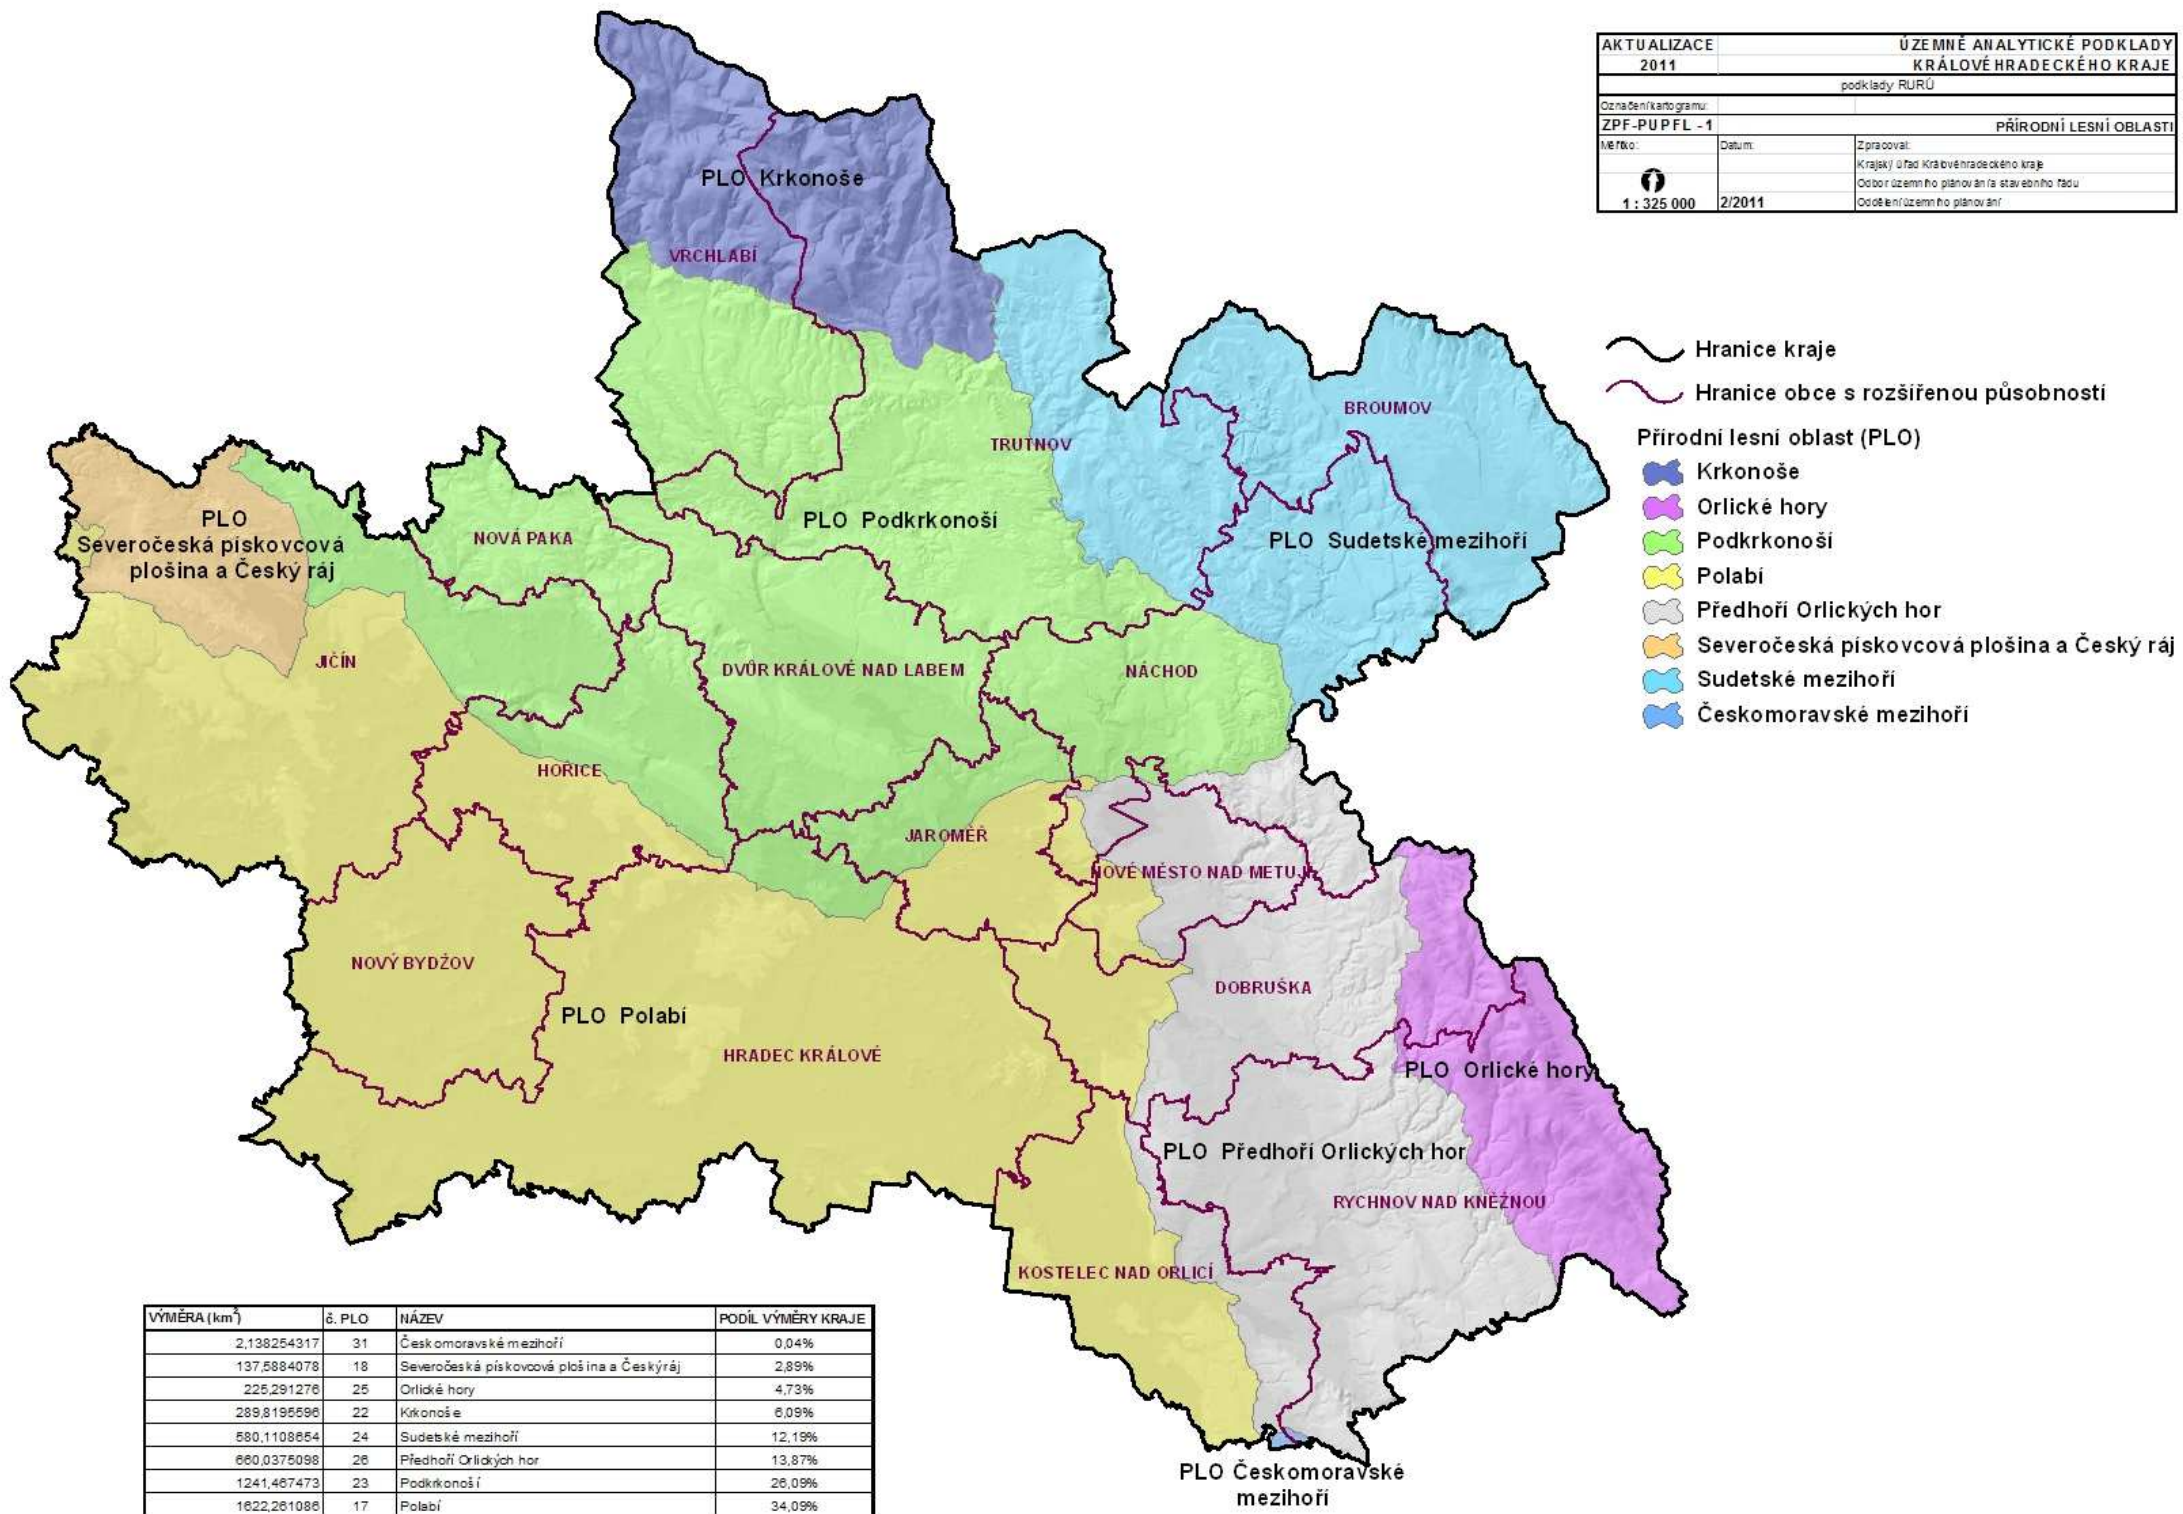 AKTUALIZACE ÚZEMNĚ ANALYTICKÉ PODKLADY
2011 KRÁLOVÉHRADECKÉHO KRAJE
podklady RURÚ
Označení kartogramu:
ZPF-PUPFL -1 PŘÍRODNÍ LESNÍ OBLASTI
Měřítko: Datum: Zpracoval:
Krajský úřad Královéhradeckého kraje
Odbor územního plánování a stavebního řádu
1 : 325 000 2/2011 Oddělení územního plánování
PLO Krkonoše
VRCHLABÍ
Hranice kraje
Hranice obce s rozšířenou působností
Přírodní lesní oblast (PLO)
Krkonoše
Orlické hory
Podkrkonoší
Polabí
Předhoří Orlických hor
Severočeská pískovcová plošina a Český ráj
Sudetské mezihoří
Českomoravské mezihoří
BROUMOV
TRUTNOV
PLO
Severočeská pískovcová
plošina a Český ráj
NOVÁ PAKA
PLO Podkrkonoší
PLO Sudetské mezihoří
JIČÍN
DVŮR KRÁLOVÉ NAD LABEM
NÁCHOD
HOŘICE
JAROMĚŘ
NOVÉ MĚSTO NAD METUJÍ
NOVÝ BYDŽOV
DOBRUŠKA
PLO Polabí
HRADEC KRÁLOVÉ
PLO Orlické hory
PLO Předhoří Orlických hor
RYCHNOV NAD KNĚŽNOU
KOSTELEC NAD ORLICÍ
PLO Českomoravské
mezihoří
VÝMĚRA (km²) č. PLO NÁZEV PODÍL VÝMĚRY KRAJE
2,138254317 31 Českomoravské mezihoří 0,04%
137,5884078 18 Severočeská pískovcová plošina a Český ráj 2,89%
225,291276 25 Orlické hory 4,73%
289,8195596 22 Krkonoše 6,09%
580,1108654 24 Sudetské mezihoří 12,19%
660,0375098 26 Předhoří Orlických hor 13,87%
1241,467473 23 Podkrkonoší 26,09%
1622,261086 17 Polabí 34,09%